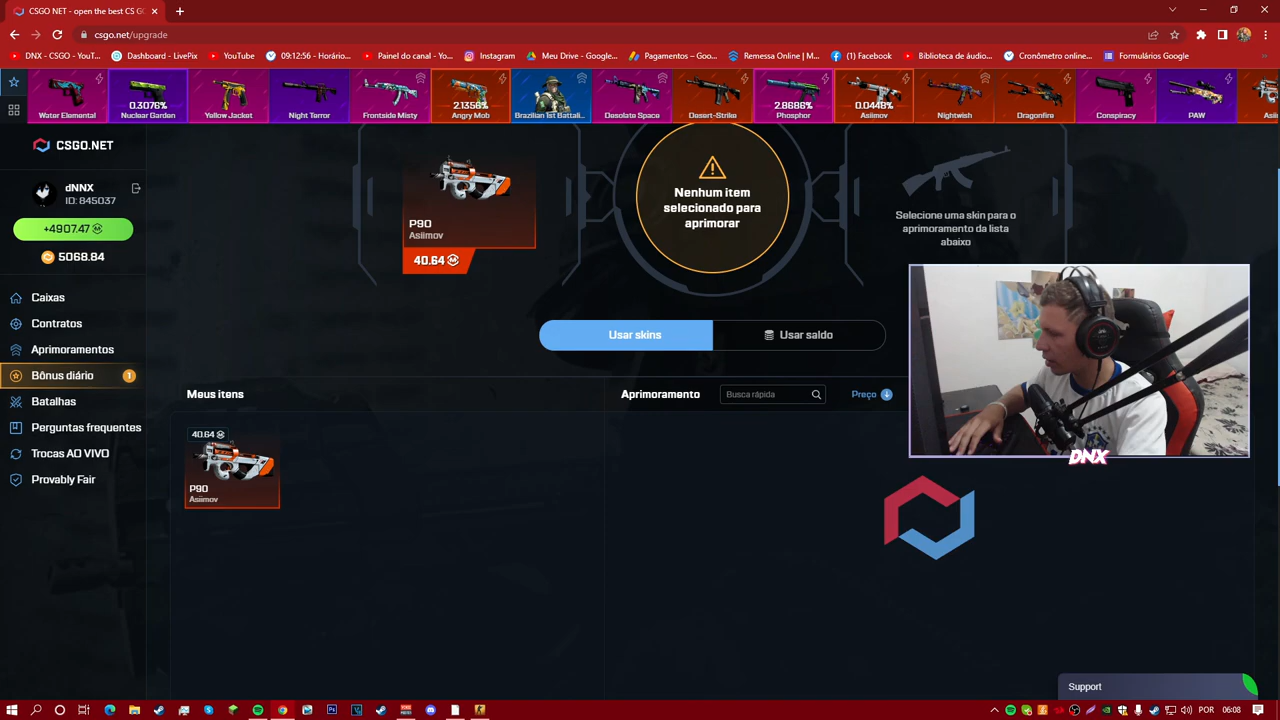 CSGO NET - open the best CS GO
csgo.net/upgrade
DNX - CSGO - YouT...
Dashboard - LivePix
YouTube
09:12:56 - Horário...
Painel do canal - Yo...
Instagram
Meu Drive - Google...
Pagamentos – Goo...
Remessa Online | M...
(1) Facebook
Biblioteca de áudio...
Cronômetro online...
Formulários Google
0.3076%
2.1356%
2.8686%
0.0448%
Water Elemental
Nuclear Garden
Yellow Jacket
Night Terror
Frontside Misty
Angry Mob
Brazilian 1st Battali...
Desolate Space
Desert-Strike
Phosphor
Asiimov
Nightwish
Dragonfire
Conspiracy
PAW
CSGO.NET
dNNX
ID: 845037
+4907.47
5068.84
Caixas
Contratos
Aprimoramentos
Bônus diário
1
Batalhas
Perguntas frequentes
Trocas AO VIVO
Provably Fair
P90
Asiimov
40.64
Nenhum item
selecionado para
aprimorar
Selecione uma skin para o
aprimoramento da lista
abaixo
Usar skins
Usar saldo
Meus itens
Aprimoramento
Busca rápida
Preço
40.64
P90
Asiimov
DNX
Support
POR
06:08